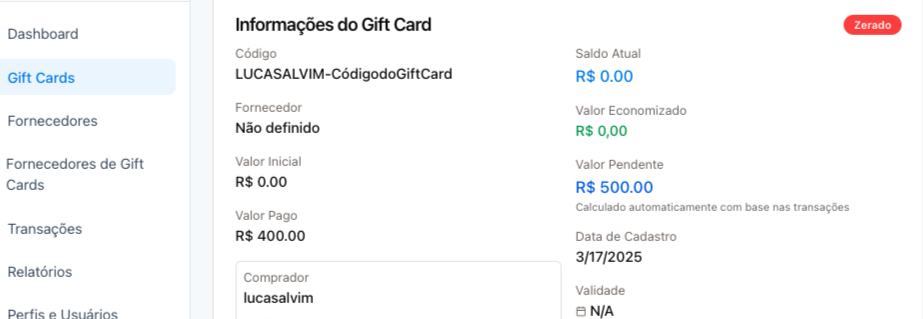 Dashboard
Gift Cards
Fornecedores
Fornecedores de Gift
Cards
Transações
Relatórios
Perfis e Usuários
Informações do Gift Card
Zerado
Código
LUCASALVIM-CódigodoGiftCard
Fornecedor
Não definido
Valor Inicial
R$ 0.00
Valor Pago
R$ 400.00
Comprador
lucasalvim
Saldo Atual
R$ 0.00
Valor Economizado
R$ 0,00
Valor Pendente
R$ 500.00
Calculado automaticamente com base nas transações
Data de Cadastro
3/17/2025
Validade
N/A